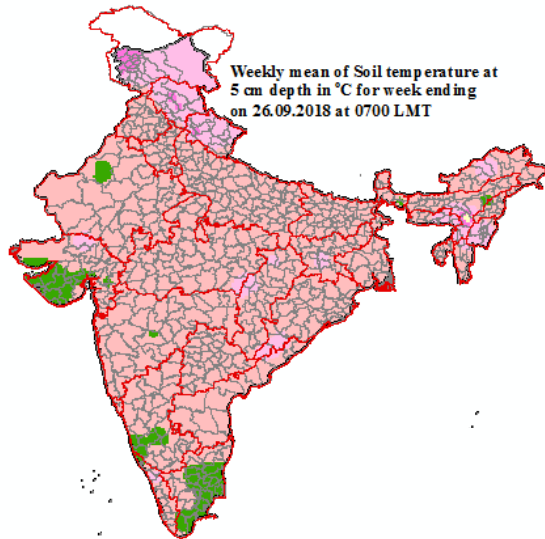 Weekly mean of Soil temperature at
5 cm depth in °C for week ending
on 26.09.2018 at 0700 LMT